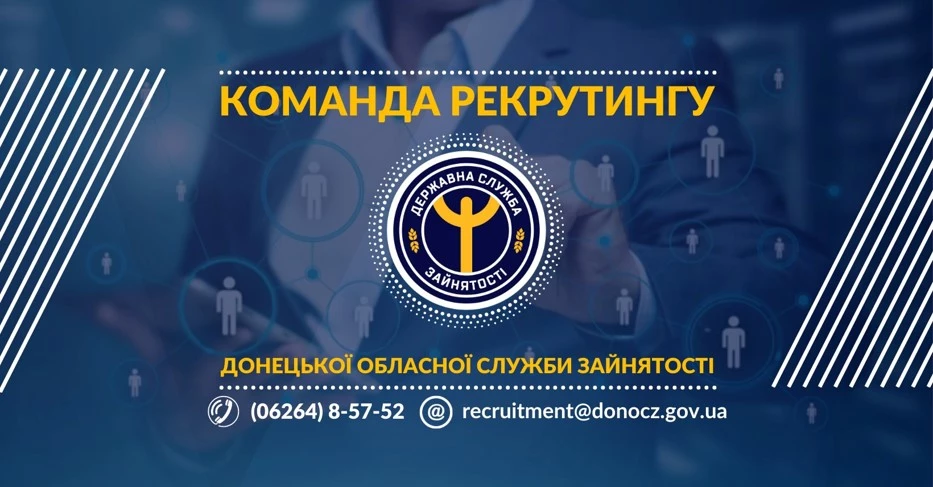 КОМАНДА РЕКРУТИНГУ
ДЕРЖАВНА СЛУЖБА
ЗАЙНЯТОСТІ
ДОНЕЦЬКОЇ ОБЛАСНОЇ СЛУЖБИ ЗАЙНЯТОСТІ
(06264) 8-57-52 @ recruitment@donocz.gov.ua